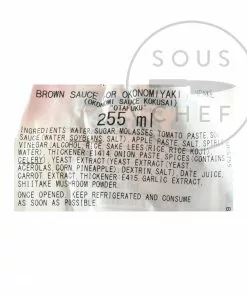 SOUS
CHEF
BROWN SAUCE FOR OKONOMIYAKI
(OKONOMI SAUCE KOKUSAI)
"OTAFUKU"
255 ml
INGREDIENTS WATER, SUGAR, MOLASSES, TOMATO PASTE, SOY
SAUCE(WATER, SOYBEANS, SALT), APPLE PASTE, SALT, SPIRIT
VINEGAR(ALCOHOL, RICE, SAKE LEES, RICE, RICE KOJI,
WATER), THICKENER E1414, ONION PASTE, SPICES(CONTAINS
CELERY), YEAST EXTRACT(YEAST EXTRACT(YEAST,
ACEROLAS, CORN, PINEAPPLE), DEXTRIN, SALT), DATE JUICE,
CARROT EXTRACT, THICKENER E415, GARLIC EXTRACT,
SHIITAKE MUSHROOM POWDER.
ONCE OPENED, KEEP REFRIGERATED AND CONSUME
AS SOON AS POSSIBLE